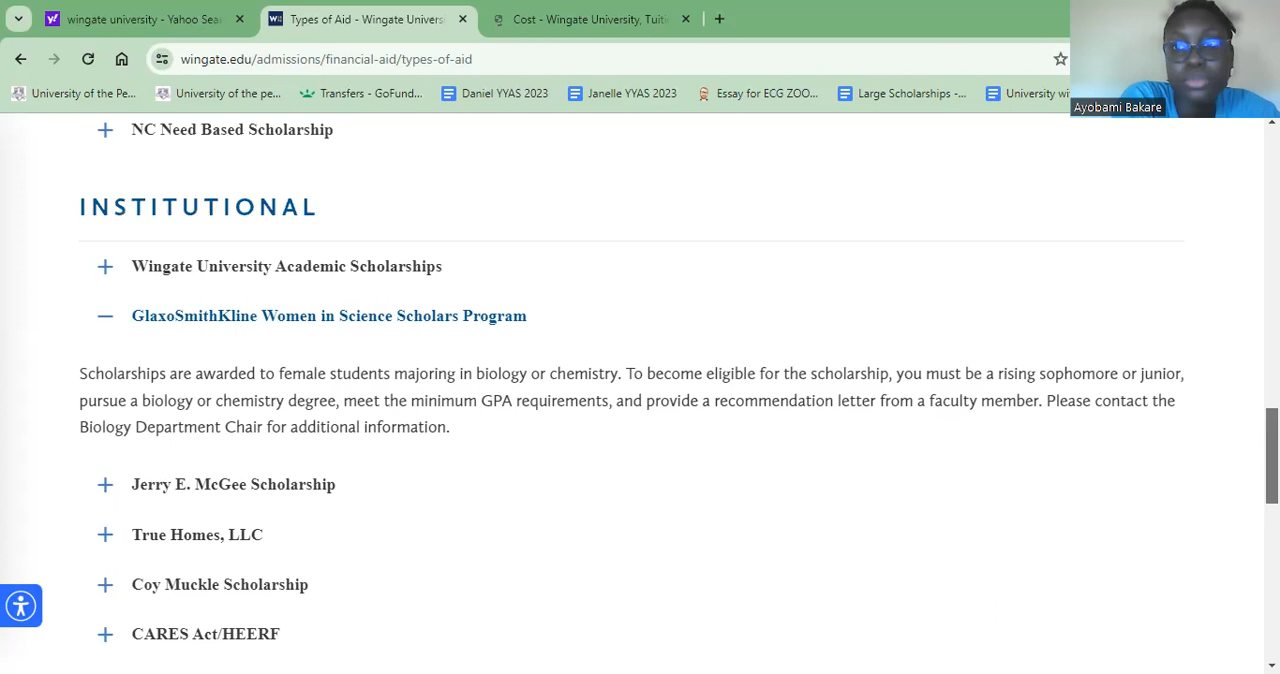 wingate university - Yahoo Sea
Types of Aid - Wingate Univers
Cost - Wingate University, Tuiti
wingate.edu/admissions/financial-aid/types-of-aid
University of the Pe...
University of the pe...
Transfers - GoFund...
Daniel YYAS 2023
Janelle YYAS 2023
Essay for ECG ZOO...
Large Scholarships -...
University wi
Ayobami Bakare
NC Need Based Scholarship
INSTITUTIONAL
Wingate University Academic Scholarships
GlaxoSmithKline Women in Science Scholars Program
Scholarships are awarded to female students majoring in biology or chemistry. To become eligible for the scholarship, you must be a rising sophomore or junior,
pursue a biology or chemistry degree, meet the minimum GPA requirements, and provide a recommendation letter from a faculty member. Please contact the
Biology Department Chair for additional information.
Jerry E. McGee Scholarship
True Homes, LLC
Coy Muckle Scholarship
CARES Act/HEERF